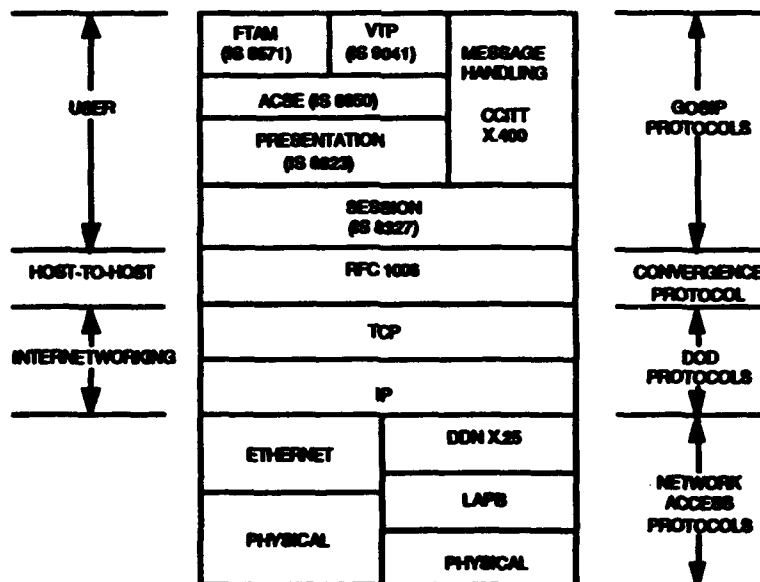 FTAM
(IS 8571)
VTP
(IS 9041)
MESSAGE
HANDLING
CCITT
X.400
ACSE (IS 8650)
PRESENTATION
(IS 8823)
SESSION
(IS 8327)
RFC 1006
TCP
IP
ETHERNET
PHYSICAL
DDN X.25
LAPB
PHYSICAL
USER
HOST-TO-HOST
INTERNETWORKING
GOSIP
PROTOCOLS
CONVERGENCE
PROTOCOL
DOD
PROTOCOLS
NETWORK
ACCESS
PROTOCOLS